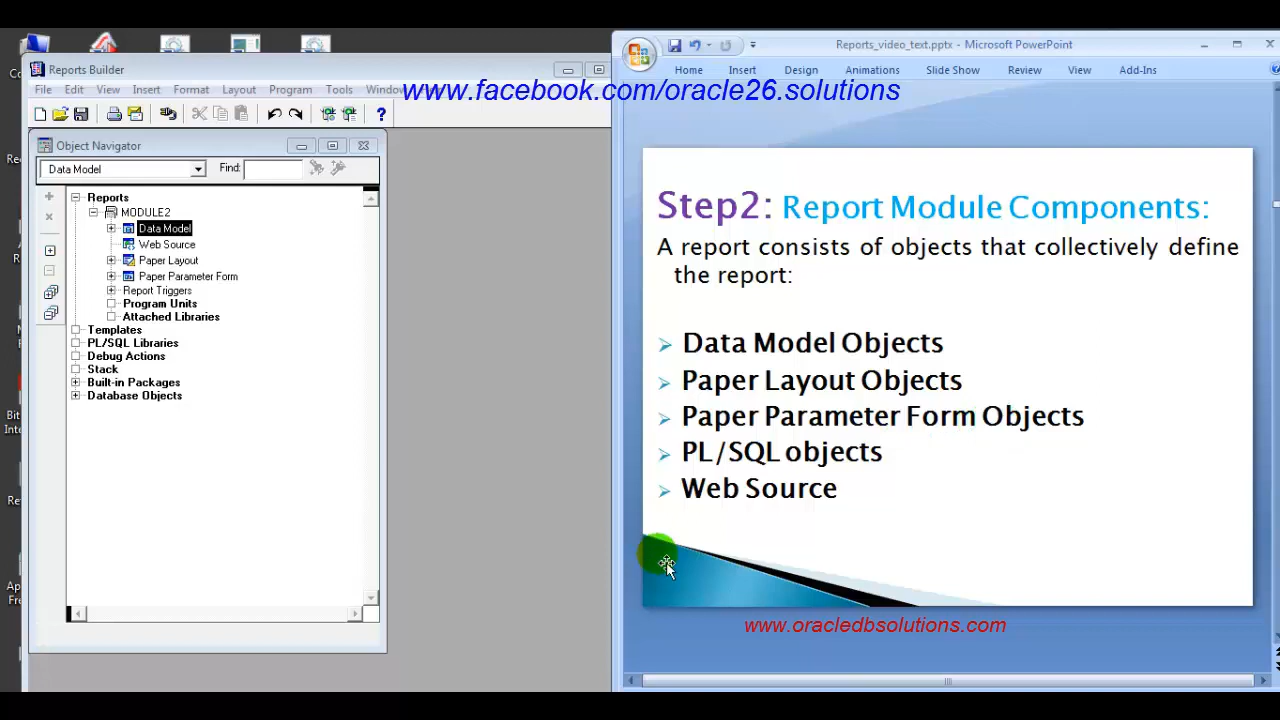 Reports Builder
File Edit View Insert Format Layout Program Tools Window
www.facebook.com/oracle26.solutions
Object Navigator
Data Model
Find:
Reports
MODULE2
Data Model
Web Source
Paper Layout
Paper Parameter Form
Report Triggers
Program Units
Attached Libraries
Templates
PL/SQL Libraries
Debug Actions
Stack
Built-in Packages
Database Objects
Reports_video_text.pptx - Microsoft PowerPoint
Home Insert Design Animations Slide Show Review View Add-Ins
Step2: Report Module Components:
A report consists of objects that collectively define
the report:
Data Model Objects
Paper Layout Objects
Paper Parameter Form Objects
PL/SQL objects
Web Source
www.oracledbsolutions.com